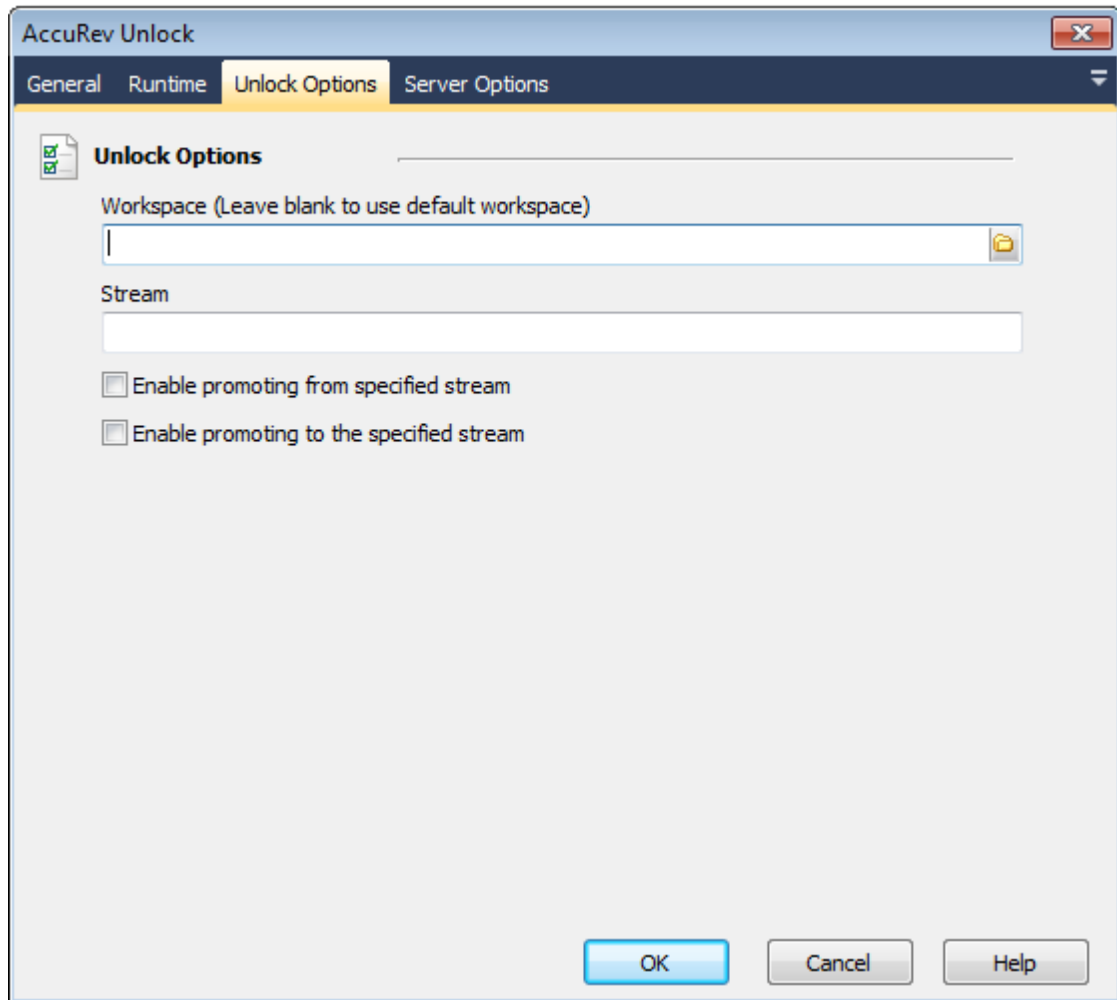 AccuRev Unlock
General Runtime Unlock Options Server Options
Unlock Options
Workspace (Leave blank to use default workspace)
Stream
Enable promoting from specified stream
Enable promoting to the specified stream
OK Cancel Help